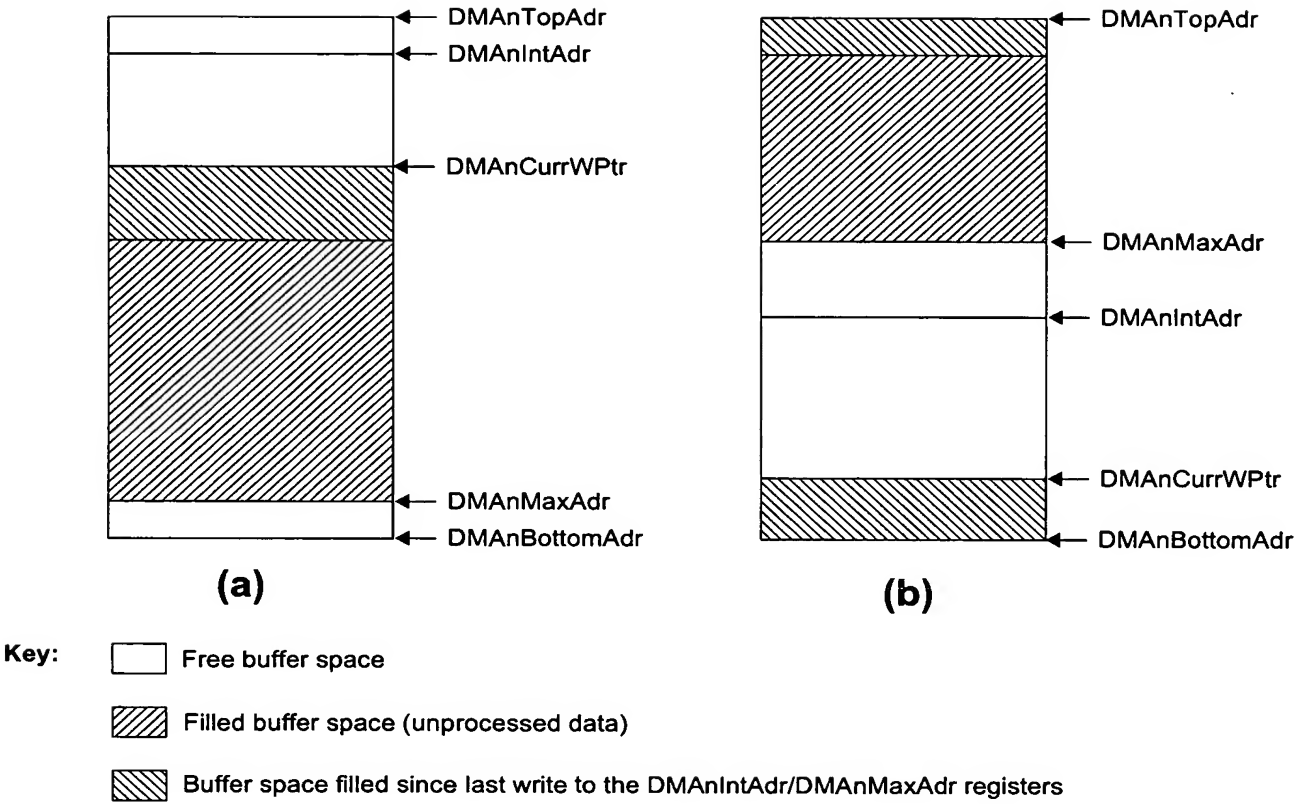 DMAnTopAdr
DMAnIntAdr
DMAnCurrWPtr
DMAnMaxAdr
DMAnBottomAdr
(a)
DMAnTopAdr
DMAnMaxAdr
DMAnIntAdr
DMAnCurrWPtr
DMAnBottomAdr
(b)
Key:
Free buffer space
Filled buffer space (unprocessed data)
Buffer space filled since last write to the DMAnIntAdr/DMAnMaxAdr registers